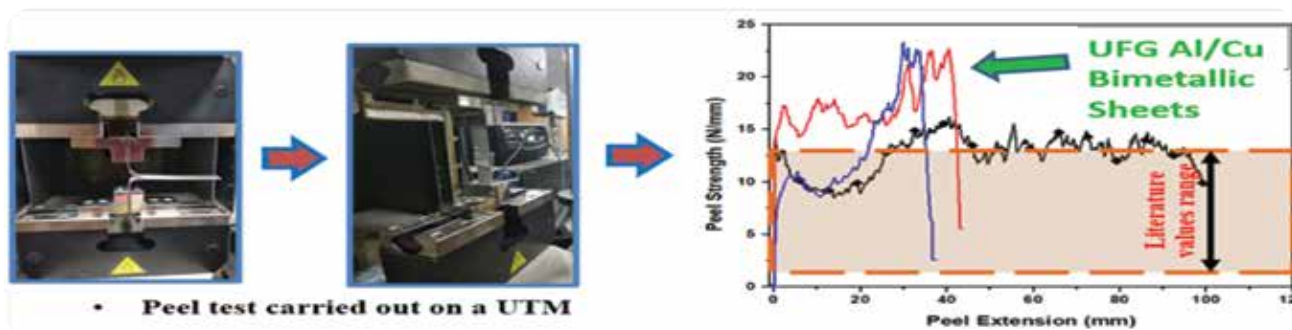 • Peel test carried out on a UTM
25
20
15
10
5
0
Peel Strength (N/mm)
UFG Al/Cu
Bimetallic
Sheets
Literature
values range
0 20 40 60 80 100 120
Peel Extension (mm)